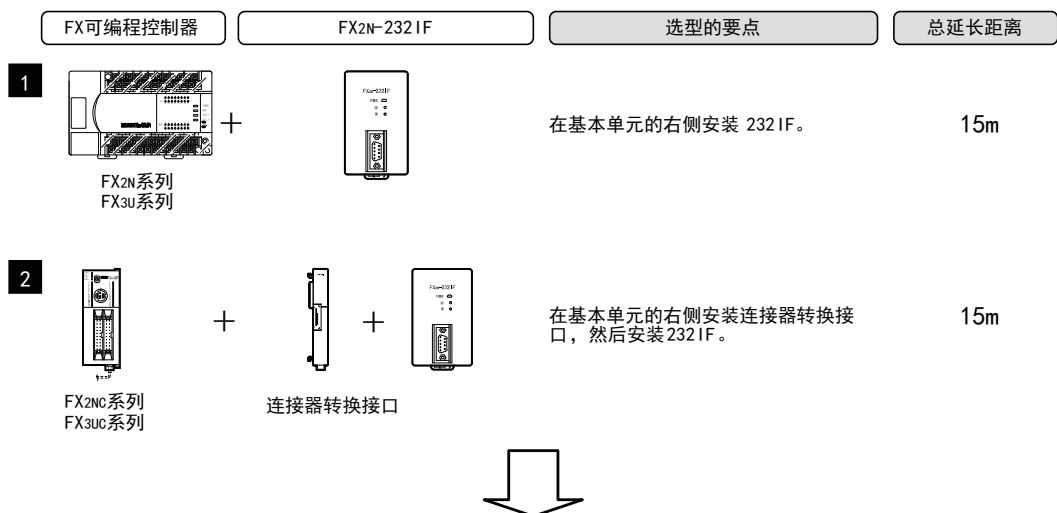 FX可编程控制器
FX2N-232IF
选型的要点
总延长距离
1
FX2N-232IF
+
在基本单元的右侧安装 232IF。
15m
FX2N系列
FX3U系列
2
FX2N-232IF
+
+
在基本单元的右侧安装连接器转换接
口，然后安装232IF。
15m
FX2NC系列
FX3UC系列
连接器转换接口